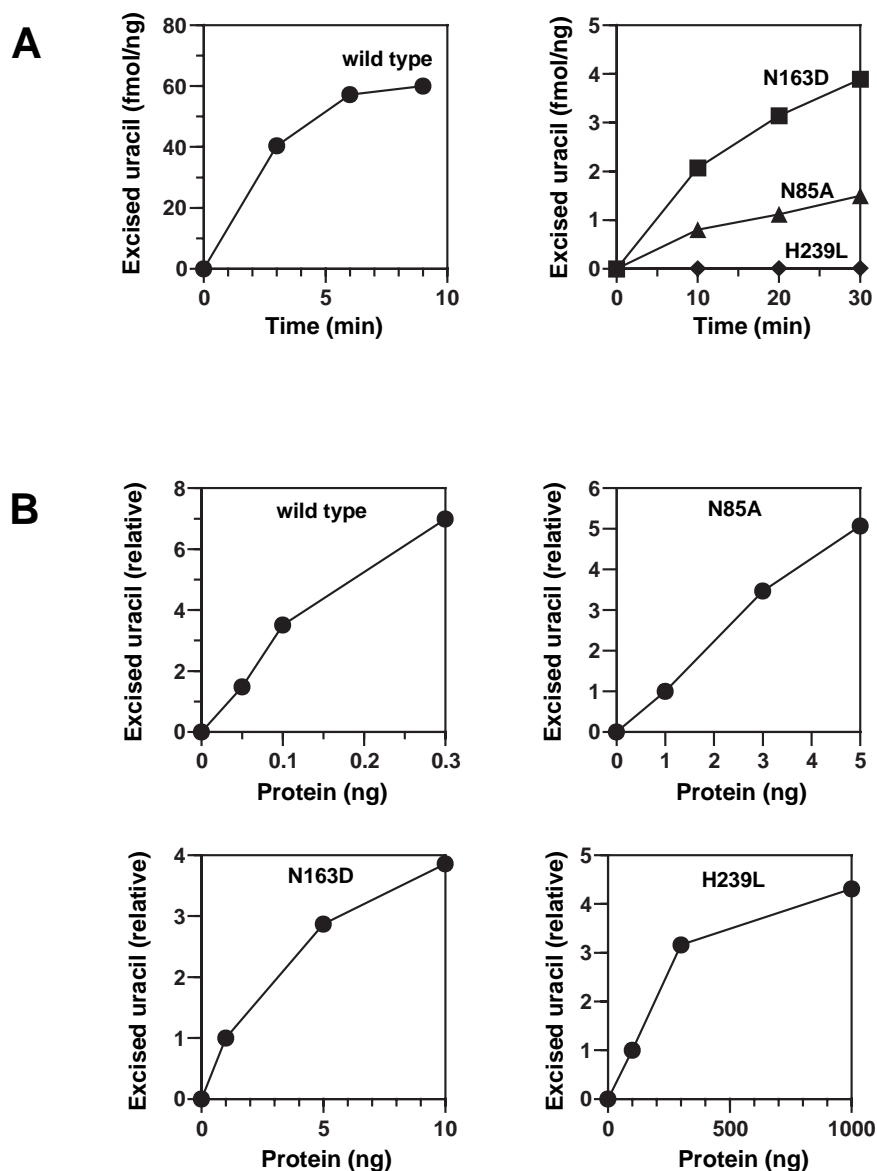 A
Excised uracil (fmol/ng)
80
60
40
20
0
wild type
0
5
10
Time (min)
Excised uracil (fmol/ng)
5
4
3
2
1
0
N163D
N85A
H239L
0
10
20
30
Time (min)
B
Excised uracil (relative)
8
6
4
2
0
wild type
0
0.1
0.2
0.3
Protein (ng)
Excised uracil (relative)
6
5
4
3
2
1
0
N85A
0
1
2
3
4
5
Protein (ng)
Excised uracil (relative)
4
3
2
1
0
N163D
0
5
10
Protein (ng)
Excised uracil (relative)
5
4
3
2
1
0
H239L
0
500
1000
Protein (ng)